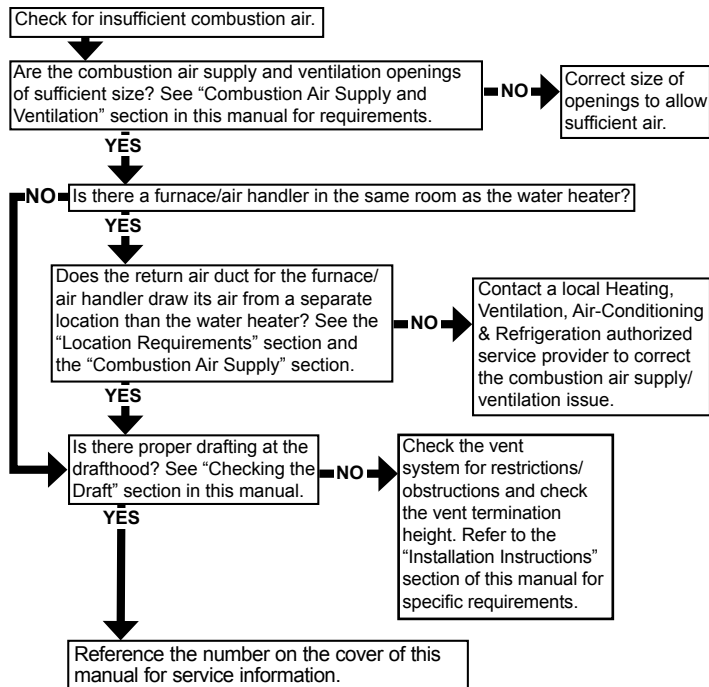 Check for insufficient combustion air.
Are the combustion air supply and ventilation openings
of sufficient size? See “Combustion Air Supply and
Ventilation” section in this manual for requirements.
NO
Correct size of
openings to allow
sufficient air.
YES
NO
Is there a furnace/air handler in the same room as the water heater?
YES
Does the return air duct for the furnace/
air handler draw its air from a separate
location than the water heater? See the
“Location Requirements” section and
the “Combustion Air Supply” section.
NO
Contact a local Heating,
Ventilation, Air-Conditioning
& Refrigeration authorized
service provider to correct
the combustion air supply/
ventilation issue.
YES
Is there proper drafting at the
drafthood? See “Checking the
Draft” section in this manual.
NO
Check the vent
system for restrictions/
obstructions and check
the vent termination
height. Refer to the
“Installation Instructions”
section of this manual for
specific requirements.
YES
Reference the number on the cover of this
manual for service information.